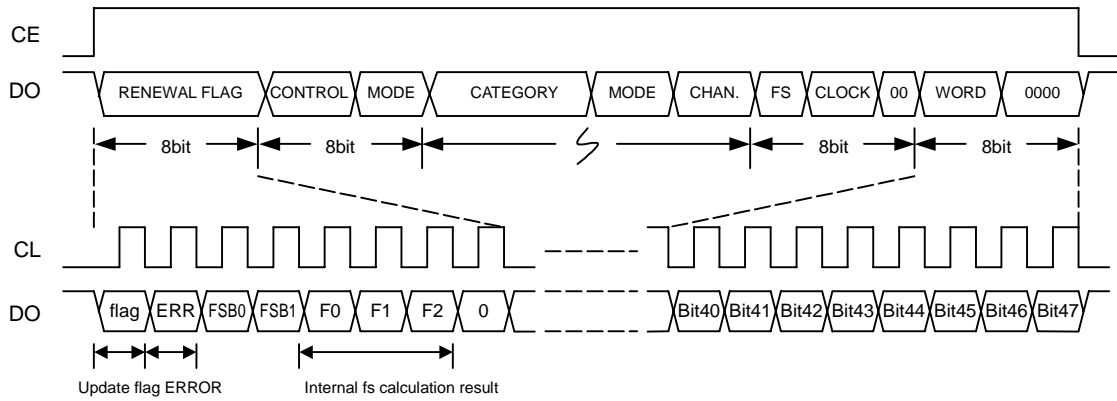 CE
DO RENEWAL FLAG CONTROL MODE CATEGORY MODE CHAN. FS CLOCK 00 WORD 0000
8bit 8bit 8bit 8bit
CL
DO flag ERR FSB0 FSB1 F0 F1 F2 0 Bit40 Bit41 Bit42 Bit43 Bit44 Bit45 Bit46 Bit47
Update flag ERROR Internal fs calculation result